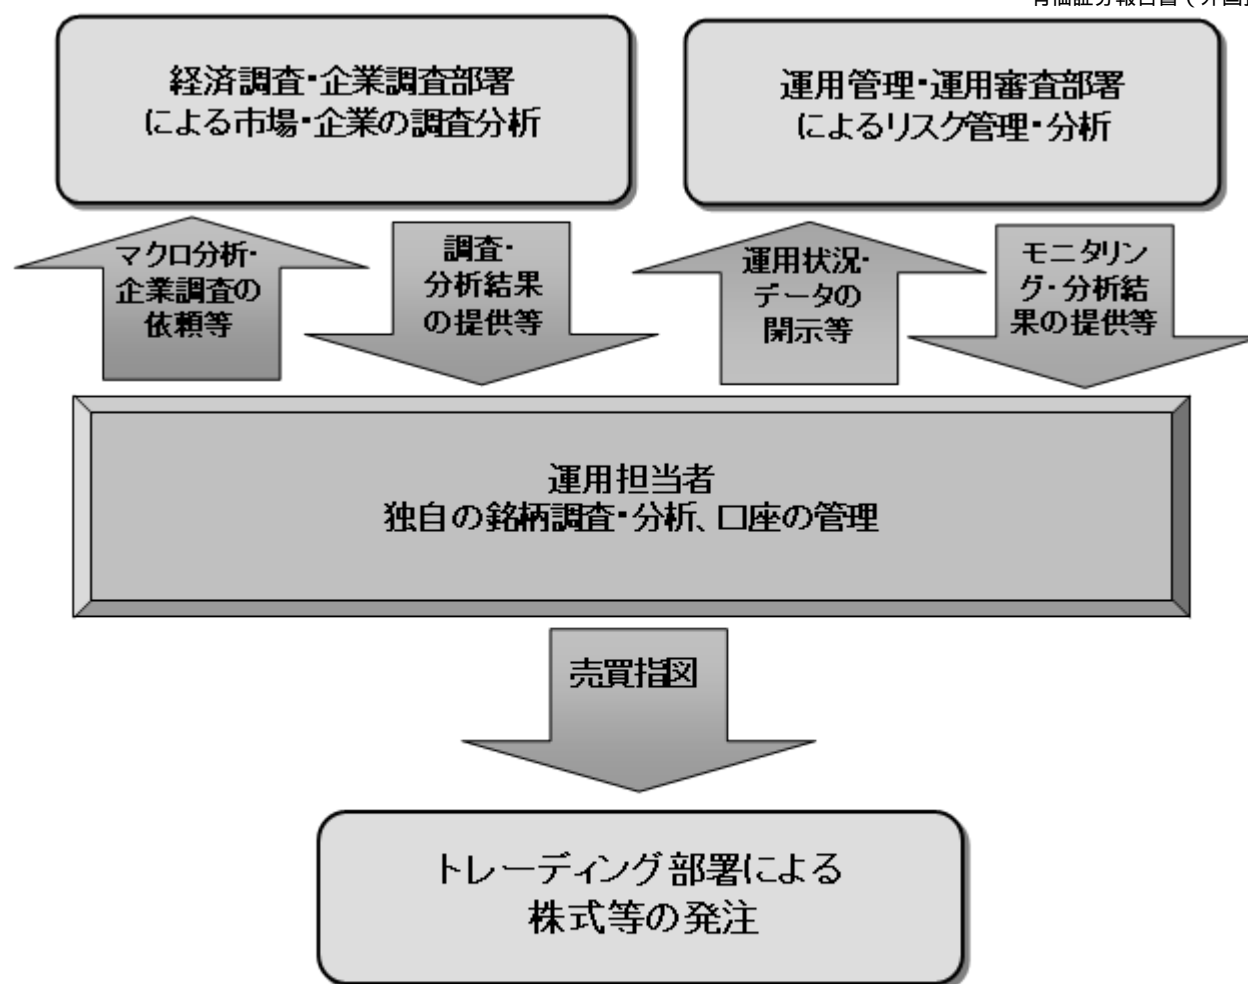 経済調査・企業調査部署
による市場・企業の調査分析
運用管理・運用審査部署
によるリスク管理・分析
マクロ分析・
企業調査の
依頼等
調査・
分析結果
の提供等
運用状況・
データの
開示等
モニタリン
グ・分析結
果の提供等
運用担当者
独自の銘柄調査・分析、口座の管理
売買指図
トレーディング部署による
株式等の発注